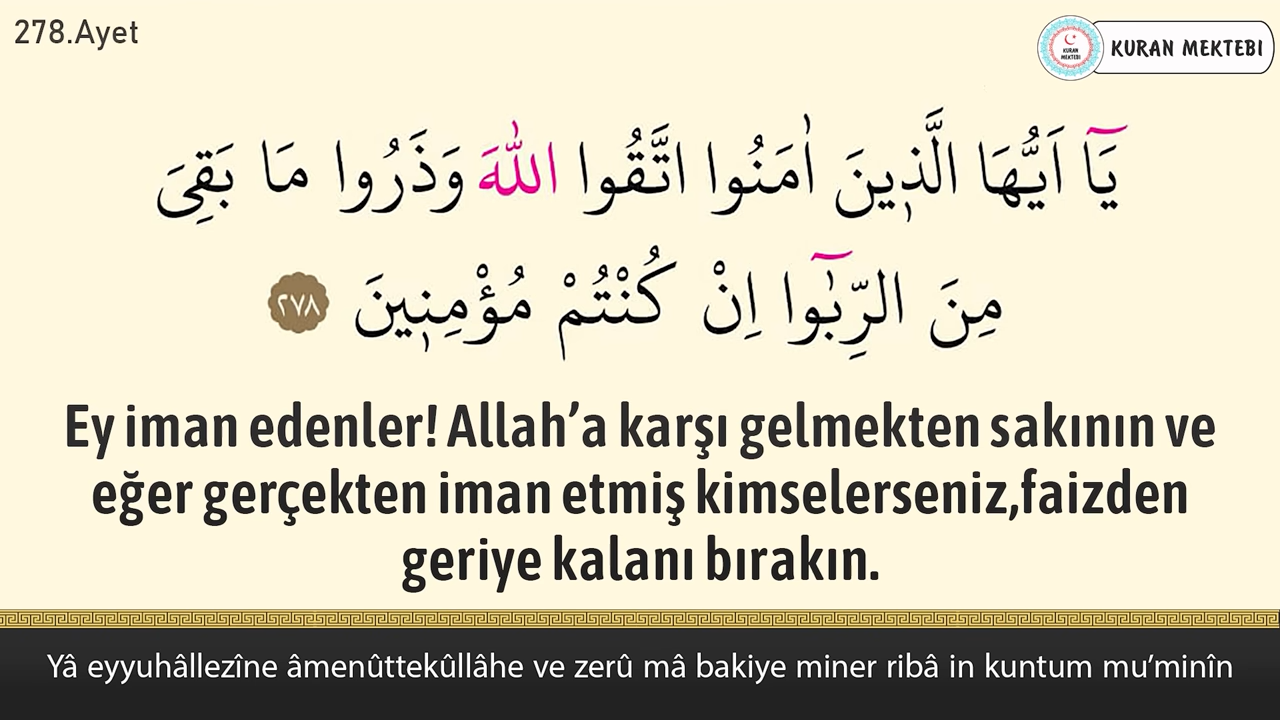 278.Ayet
KURAN MEKTEBI
KURAN
MEKTEBI
يَٓا اَيُّهَا الَّذ۪ينَ اٰمَنُوا اتَّقُوا اللّٰهَ وَذَرُوا مَا بَقِيَ
مِنَ الرِّبٰٓوا اِنْ كُنْتُمْ مُؤْمِن۪ينَ ٢٧٨
Ey iman edenler! Allah’a karşı gelmekten sakının ve
eğer gerçekten iman etmiş kimselerseniz,faizden
geriye kalanı bırakın.
Yâ eyyuhâllezîne âmenûttekûllâhe ve zerû mâ bakiye miner ribâ in kuntum mu’minîn